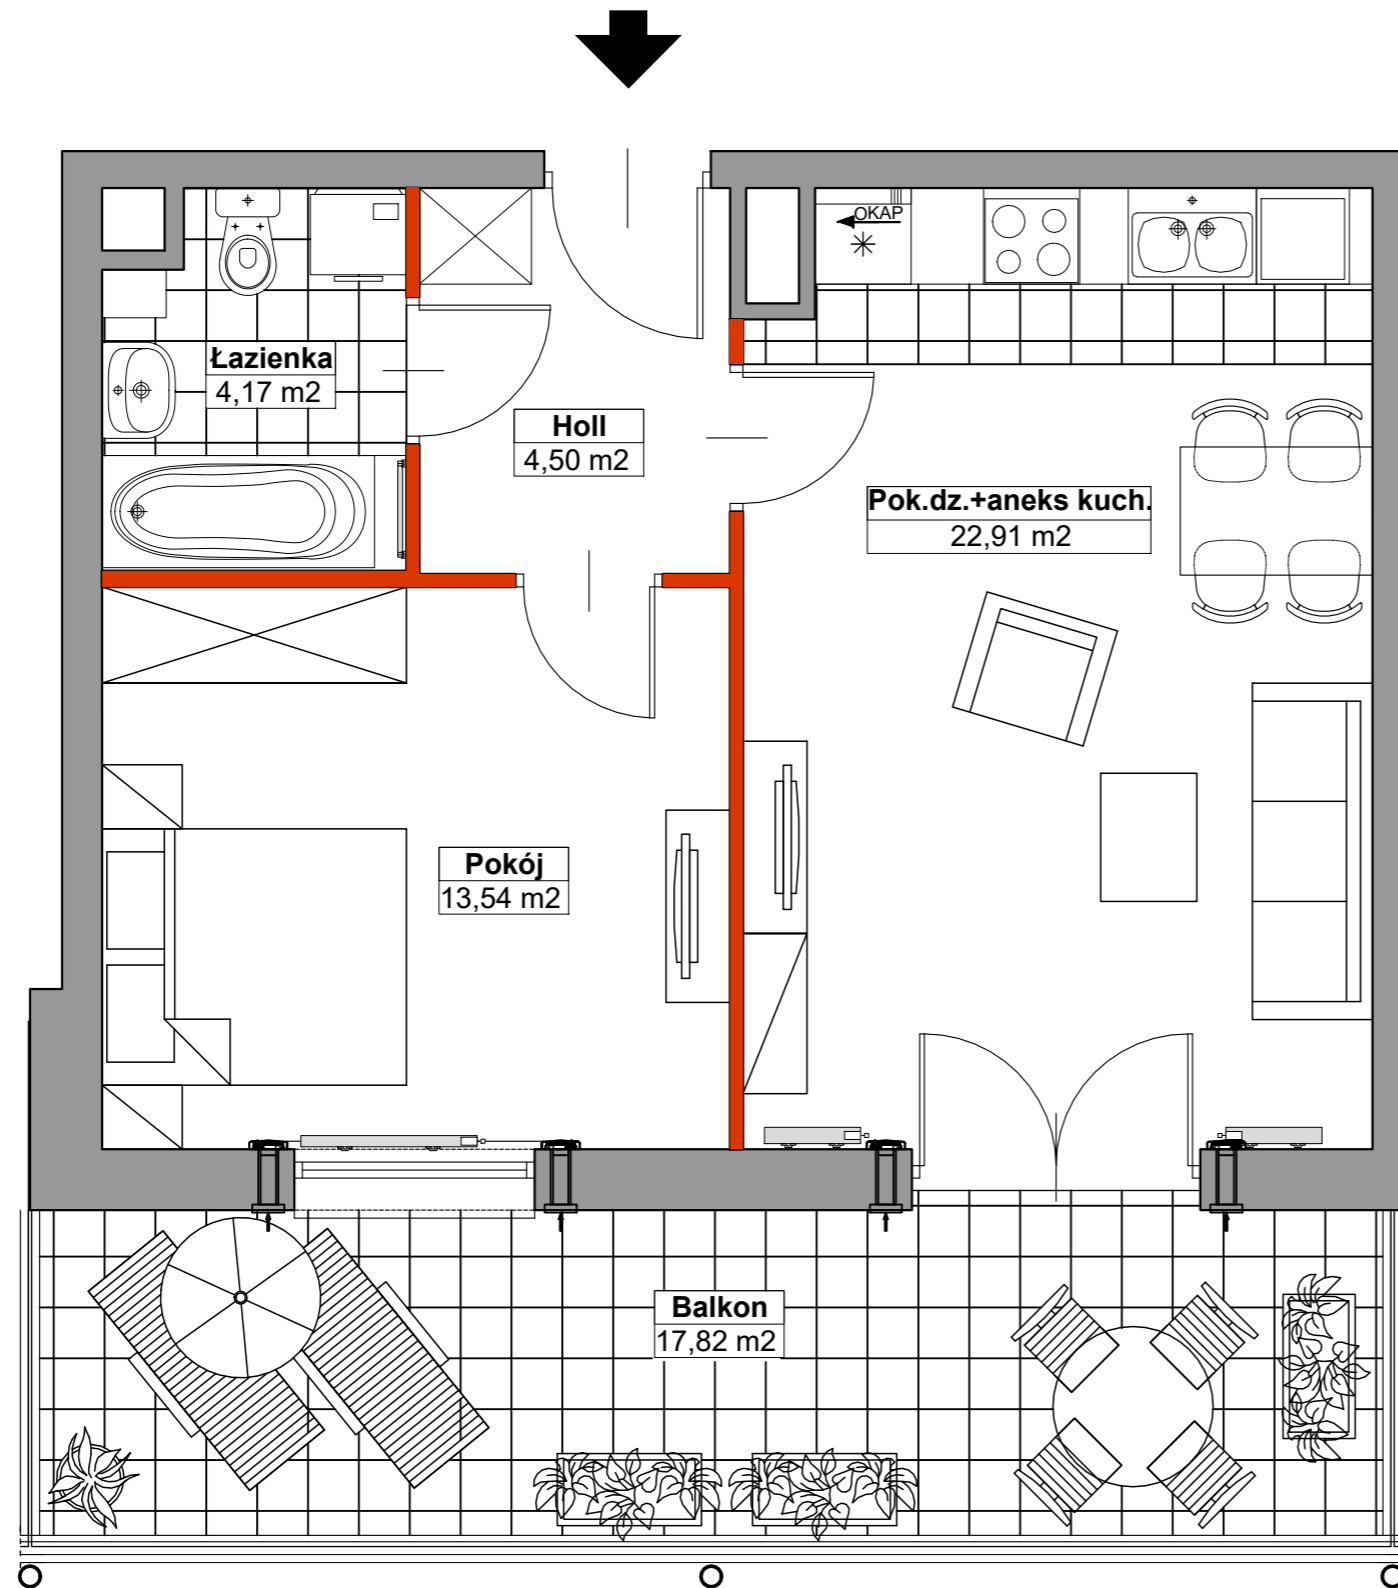 OKAP
Łazienka
4,17 m2
Holl
4,50 m2
Pok.dz.+aneks kuch.
22,91 m2
Pokój
13,54 m2
Balkon
17,82 m2